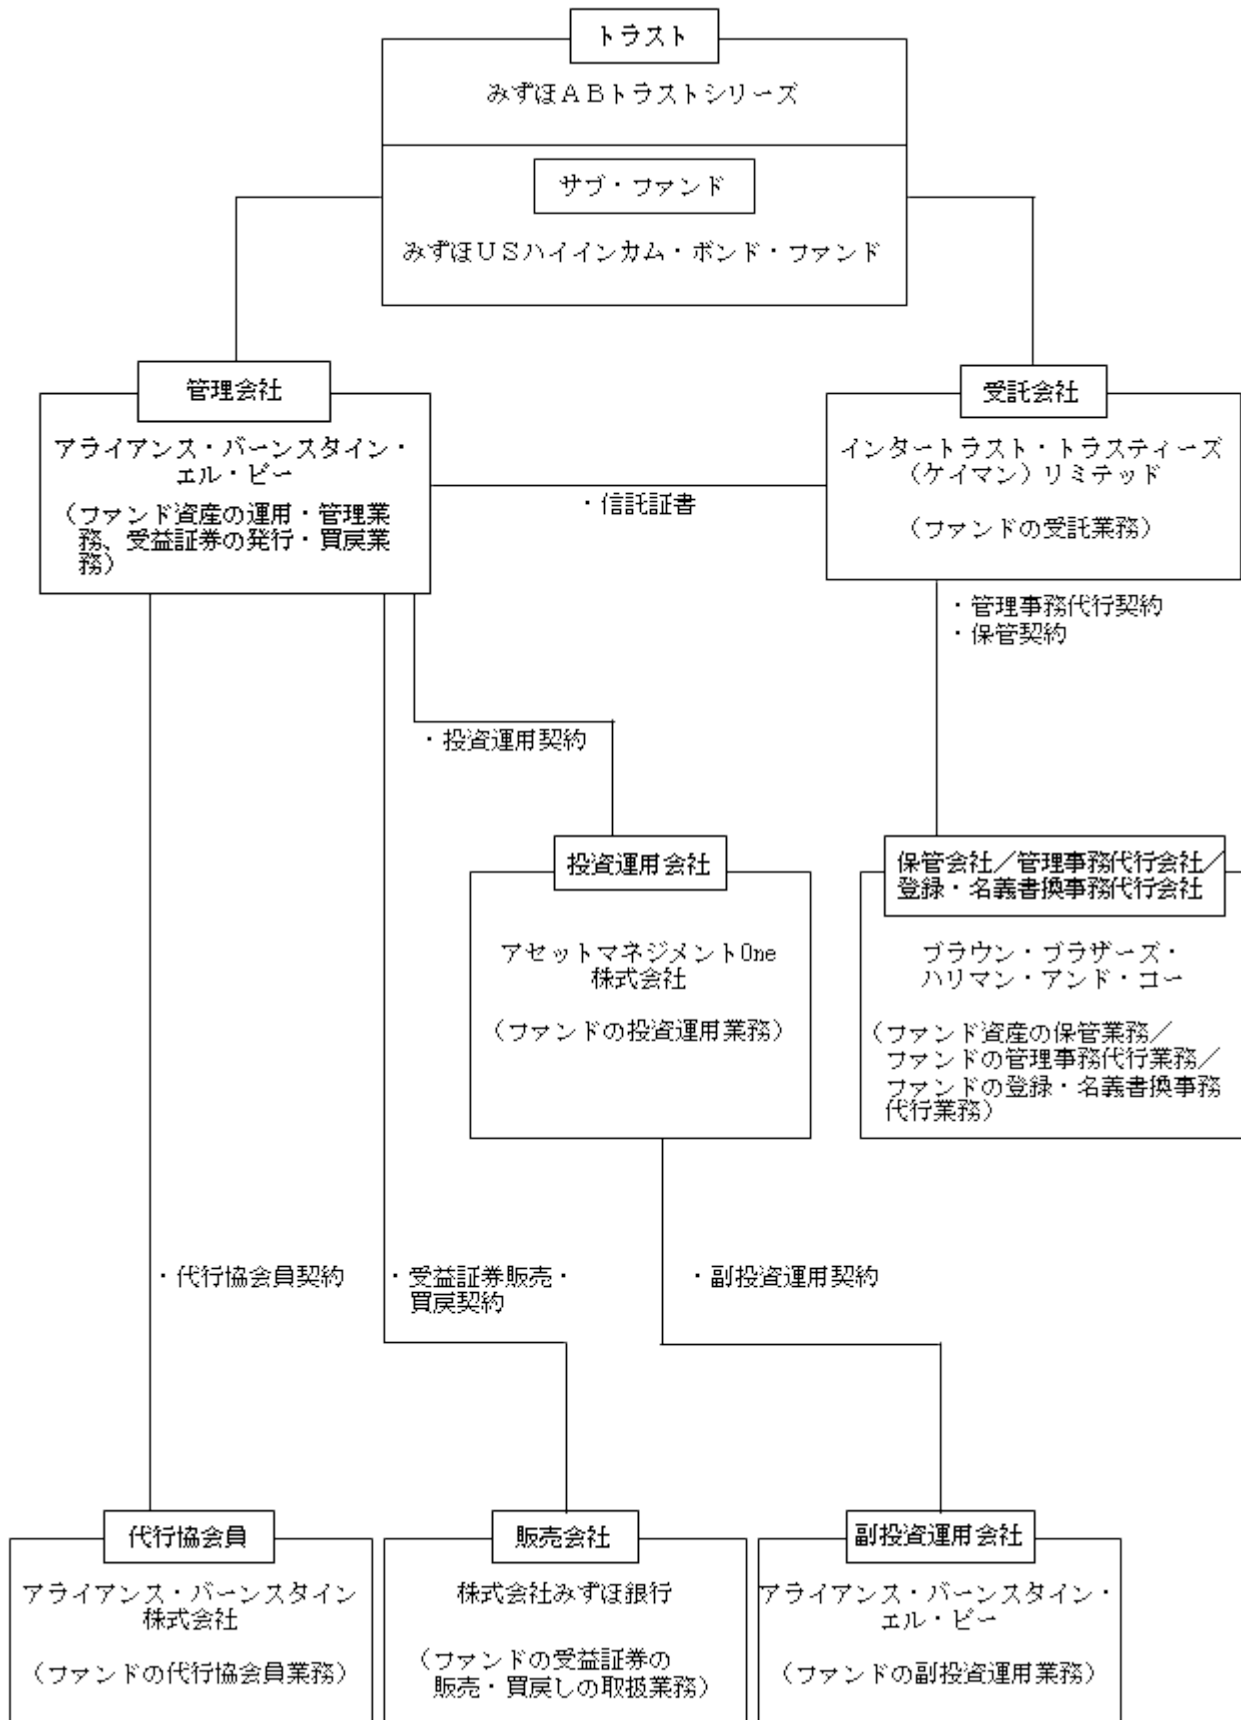 トラスト
みずほABトラストシリーズ
サブ・ファンド
みずほUSハイインカム・ボンド・ファンド
管理会社
アライアンス・バーンスタイン・
エル・ピー
(ファンド資産の運用・管理業
務、受益証券の発行・買戻業
務)
・信託証書
受託会社
インタートラスト・トラスティーズ
(ケイマン)リミテッド
(ファンドの受託業務)
・管理事務代行契約
・保管契約
・投資運用契約
投資運用会社
アセットマネジメントOne
株式会社
(ファンドの投資運用業務)
保管会社/管理事務代行会社/
登録・名義書換事務代行会社
ブラウン・ブラザーズ・
ハリマン・アンド・コー
(ファンド資産の保管業務/
ファンドの管理事務代行業務/
ファンドの登録・名義書換事務
代行業務)
・代行協会員契約
・受益証券販売・
買戻契約
・副投資運用契約
代行協会員
アライアンス・バーンスタイン
株式会社
(ファンドの代行協会員業務)
販売会社
株式会社みずほ銀行
(ファンドの受益証券の
販売・買戻しの取扱業務)
副投資運用会社
アライアンス・バーンスタイン・
エル・ピー
(ファンドの副投資運用業務)